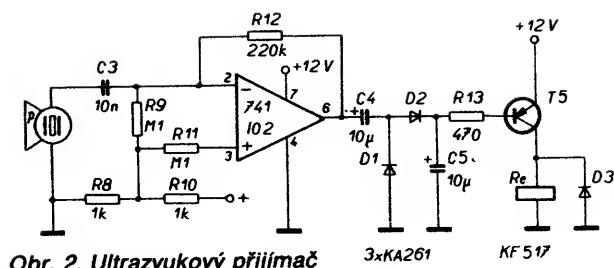 R12
220k
+12V
+12V
C3
10n
R9
M1
2
-
7
741
IO2
6
+
C4
10µ
D2
R13
470
T5
R11
M1
+
3
4
D1
+
C5
10µ
R8
1k
R10
1k
+
Re
D3
3xKA261
KF517
Obr. 2. Ultrazvukový přijímač